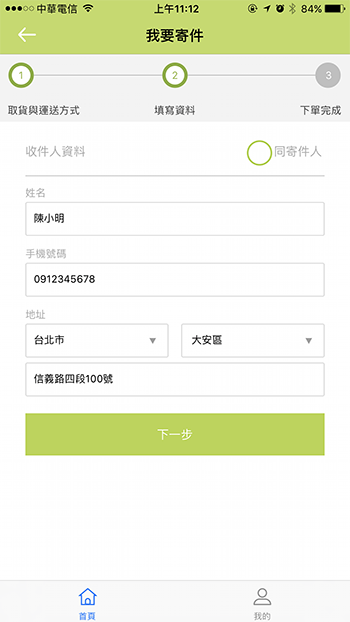 中華電信 上午11:12 84%
我要寄件
1 2 3
取貨與運送方式 填寫資料 下單完成
收件人資料 同寄件人
姓名
陳小明
手機號碼
0912345678
地址
台北市 大安區
信義路四段100號
下一步
首頁 我的